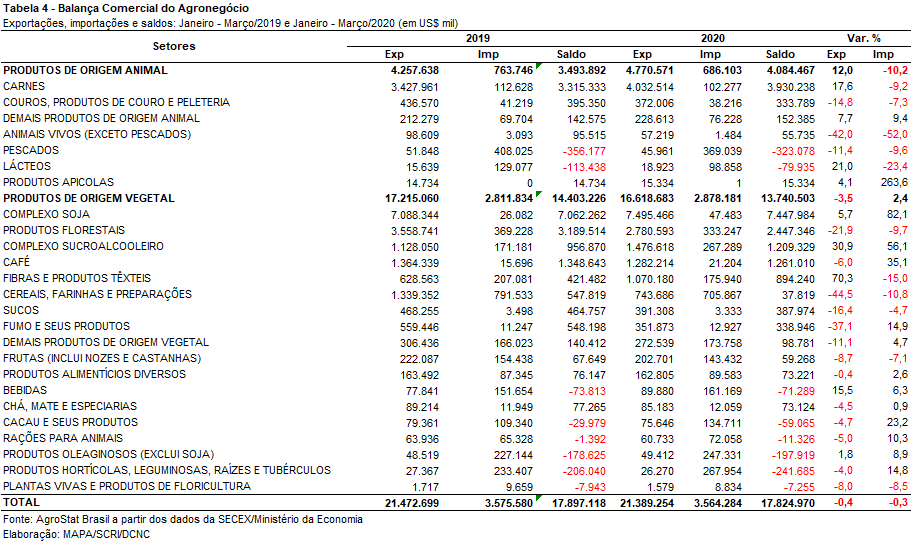 Tabela 4 - Balança Comercial do Agronegócio
Exportações, importações e saldos: Janeiro - Março/2019 e Janeiro - Março/2020 (em US$ mil)
Setores 2019 2020 Var. %
Exp Imp Saldo Exp Imp Saldo Exp Imp
PRODUTOS DE ORIGEM ANIMAL 4.257.638 763.746 3.493.892 4.770.571 686.103 4.084.467 12,0 -10,2
CARNES 3.427.961 112.628 3.315.333 4.032.514 102.277 3.930.238 17,6 -9,2
COUROS, PRODUTOS DE COURO E PELETERIA 436.570 41.219 395.350 372.006 38.216 333.789 -14,8 -7,3
DEMAIS PRODUTOS DE ORIGEM ANIMAL 212.279 69.704 142.575 228.613 76.228 152.385 7,7 9,4
ANIMAIS VIVOS (EXCETO PESCADOS) 98.609 3.093 95.515 57.219 1.484 55.735 -42,0 -52,0
PESCADOS 51.848 408.025 -356.177 45.961 369.039 -323.078 -11,4 -9,6
LÁCTEOS 15.639 129.077 -113.438 18.923 98.858 -79.935 21,0 -23,4
PRODUTOS APICOLAS 14.734 0 14.734 15.334 1 15.334 4,1 263,6
PRODUTOS DE ORIGEM VEGETAL 17.215.060 2.811.834 14.403.226 16.618.683 2.878.181 13.740.503 -3,5 2,4
COMPLEXO SOJA 7.088.344 26.082 7.062.262 7.495.466 47.483 7.447.984 5,7 82,1
PRODUTOS FLORESTAIS 3.558.741 369.228 3.189.514 2.780.593 333.247 2.447.346 -21,9 -9,7
COMPLEXO SUCROALCOOLEIRO 1.128.050 171.181 956.870 1.476.618 267.289 1.209.329 30,9 56,1
CAFÉ 1.364.339 15.696 1.348.643 1.282.214 21.204 1.261.010 -6,0 35,1
FIBRAS E PRODUTOS TÊXTEIS 628.563 207.081 421.482 1.070.180 175.940 894.240 70,3 -15,0
CEREAIS, FARINHAS E PREPARAÇÕES 1.339.352 791.533 547.819 743.686 705.867 37.819 -44,5 -10,8
SUCOS 468.255 3.498 464.757 391.308 3.333 387.974 -16,4 -4,7
FUMO E SEUS PRODUTOS 559.446 11.247 548.198 351.873 12.927 338.946 -37,1 14,9
DEMAIS PRODUTOS DE ORIGEM VEGETAL 306.436 166.023 140.412 272.539 173.758 98.781 -11,1 4,7
FRUTAS (INCLUI NOZES E CASTANHAS) 222.087 154.438 67.649 202.701 143.432 59.268 -8,7 -7,1
PRODUTOS ALIMENTÍCIOS DIVERSOS 163.492 87.345 76.147 162.805 89.583 73.221 -0,4 2,6
BEBIDAS 77.841 151.654 -73.813 89.880 161.169 -71.289 15,5 6,3
CHÁ, MATE E ESPECIARIAS 89.214 11.949 77.265 85.183 12.059 73.124 -4,5 0,9
CACAU E SEUS PRODUTOS 79.361 109.340 -29.979 75.646 134.711 -59.065 -4,7 23,2
RAÇÕES PARA ANIMAIS 63.936 65.328 -1.392 60.733 72.058 -11.326 -5,0 10,3
PRODUTOS OLEAGINOSOS (EXCLUI SOJA) 48.519 227.144 -178.625 49.412 247.331 -197.919 1,8 8,9
PRODUTOS HORTÍCOLAS, LEGUMINOSAS, RAÍZES E TUBÉRCULOS 27.367 233.407 -206.040 26.270 267.954 -241.685 -4,0 14,8
PLANTAS VIVAS E PRODUTOS DE FLORICULTURA 1.717 9.659 -7.943 1.579 8.834 -7.255 -8,0 -8,5
TOTAL 21.472.699 3.575.580 17.897.118 21.389.254 3.564.284 17.824.970 -0,4 -0,3
Fonte: AgroStat Brasil a partir dos dados da SECEX/Ministério da Economia
Elaboração: MAPA/SCRI/DCNC